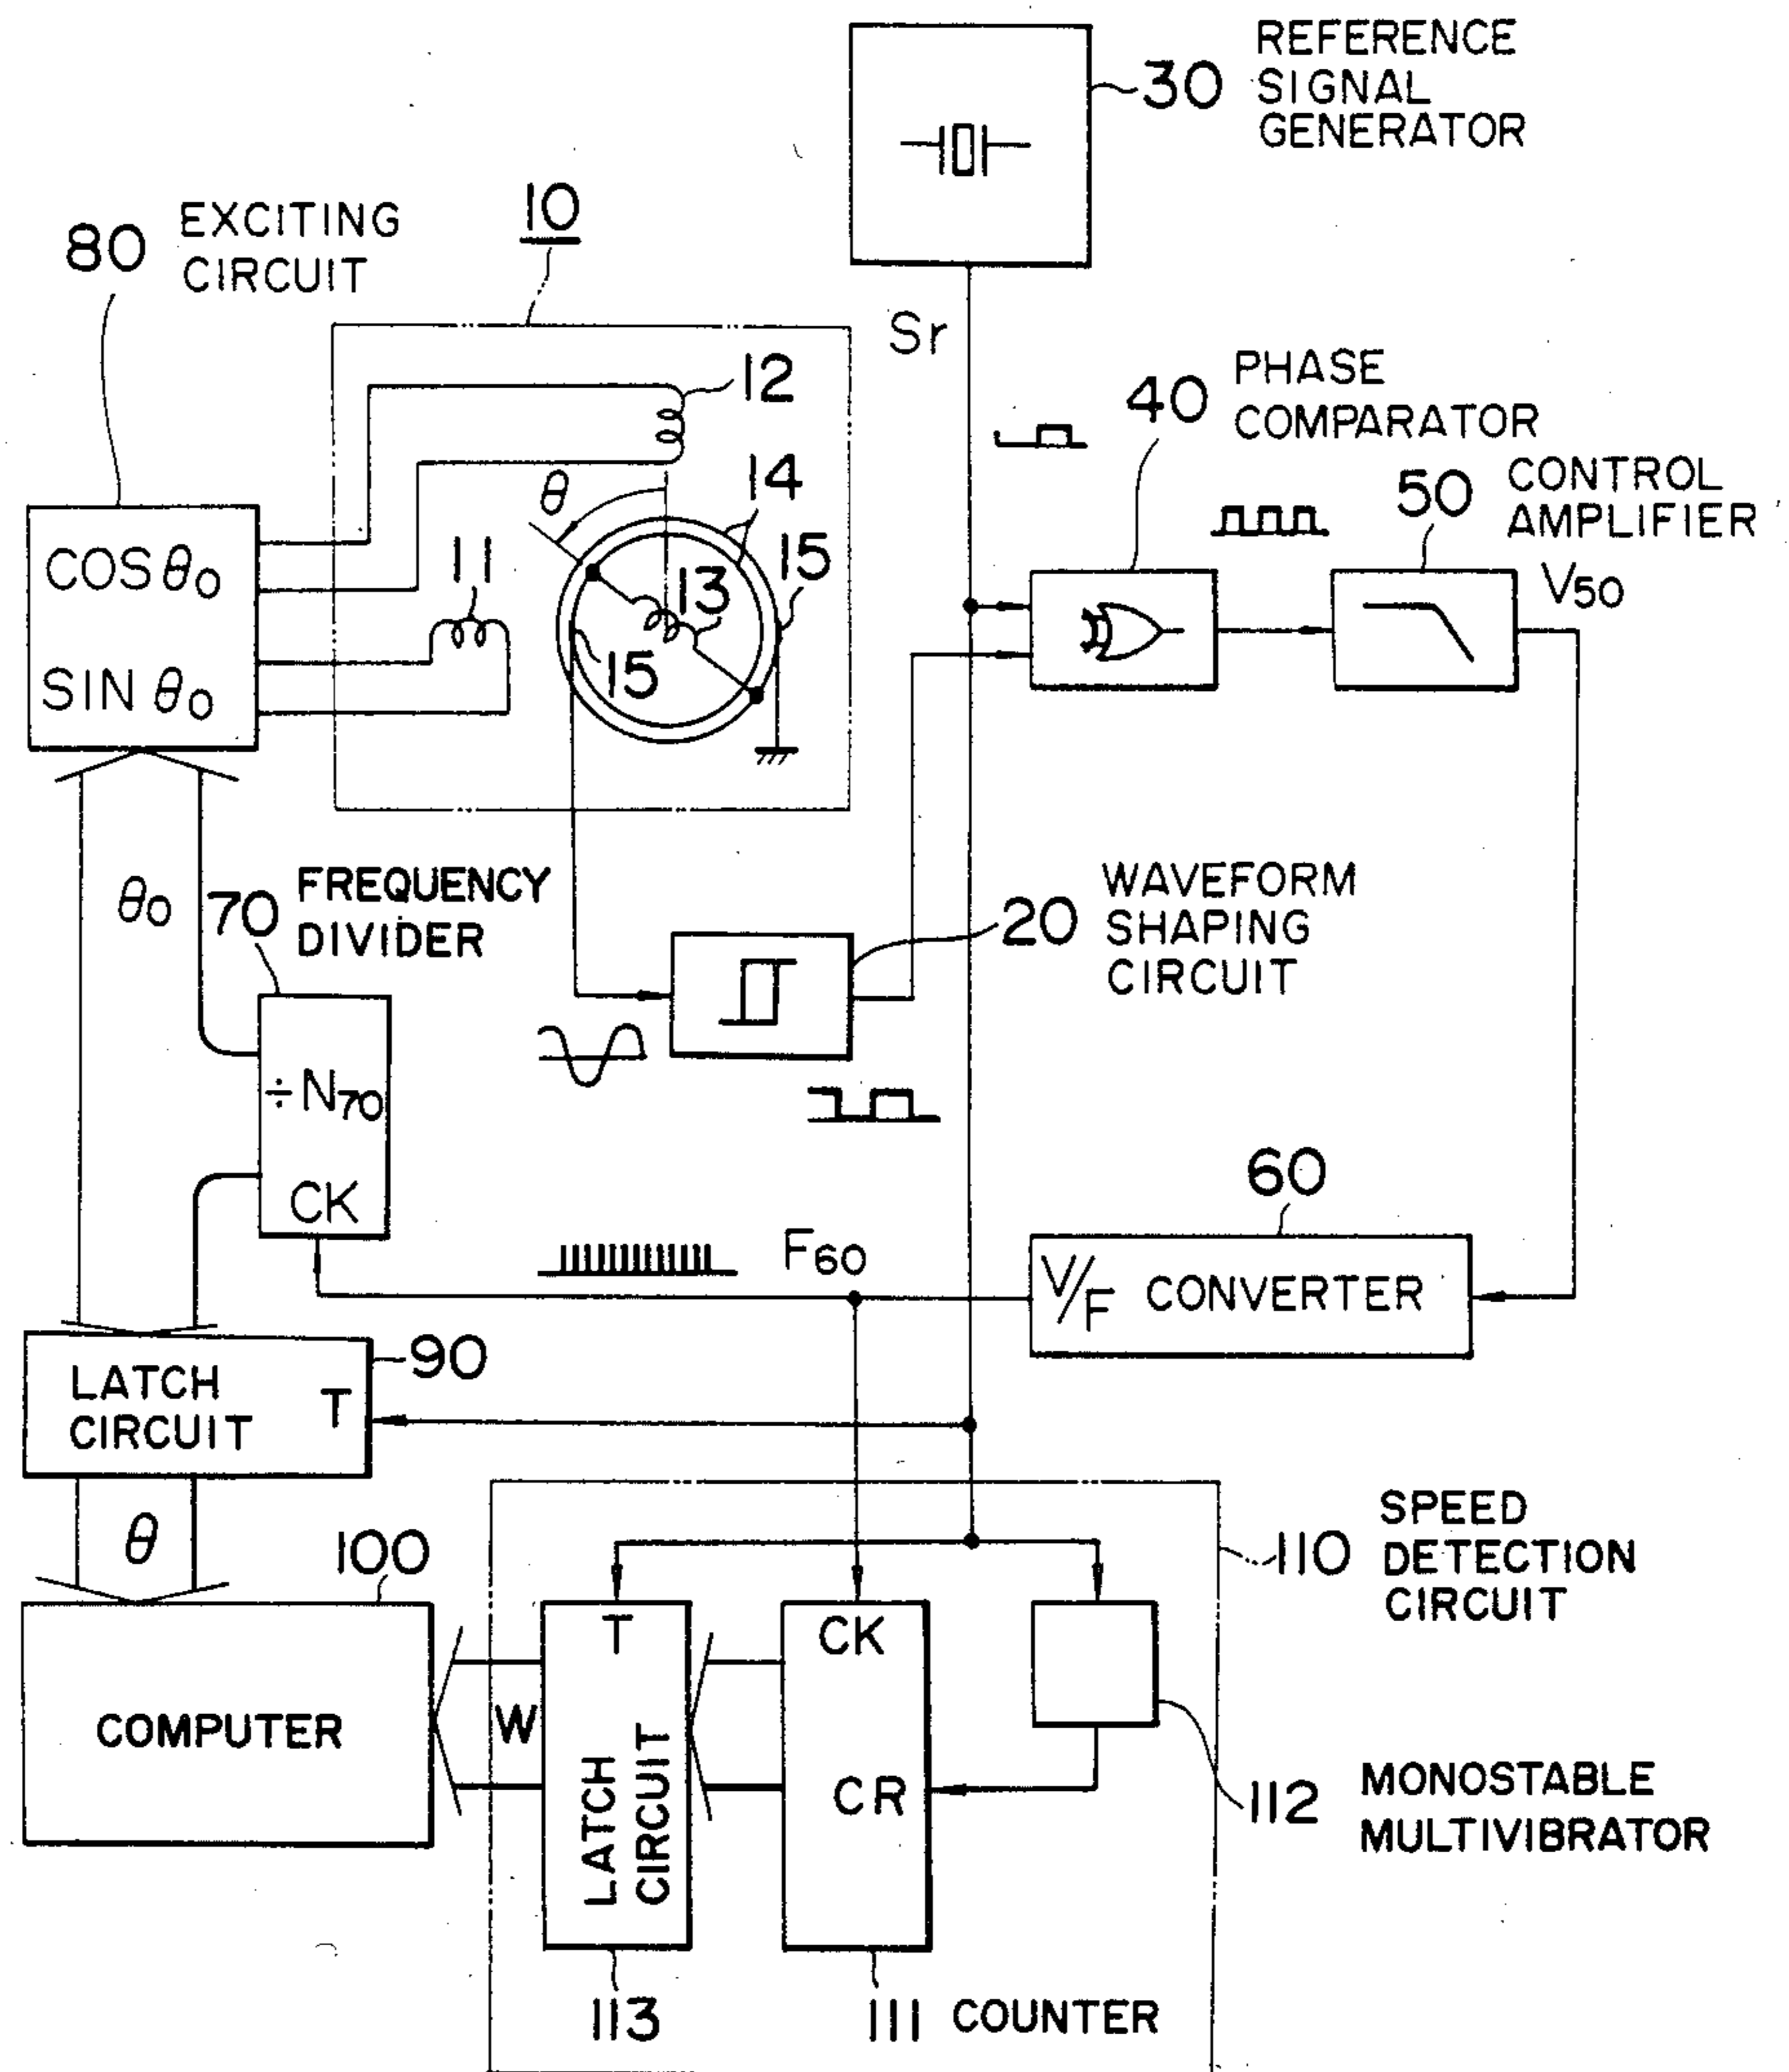 30 REFERENCE
SIGNAL
GENERATOR
80 EXCITING
CIRCUIT
10
Sr
12
40 PHASE
COMPARATOR
50 CONTROL
AMPLIFIER
V50
θ
14
15
COS θ0
SIN θ0
11
13
15
θ0
70 FREQUENCY
DIVIDER
20 WAVEFORM
SHAPING
CIRCUIT
÷N70
CK
60
F60
V/F CONVERTER
LATCH
CIRCUIT
T
90
θ
100
110 SPEED
DETECTION
CIRCUIT
COMPUTER
W
T
LATCH
CIRCUIT
CK
CR
112 MONOSTABLE
MULTIVIBRATOR
113
111 COUNTER